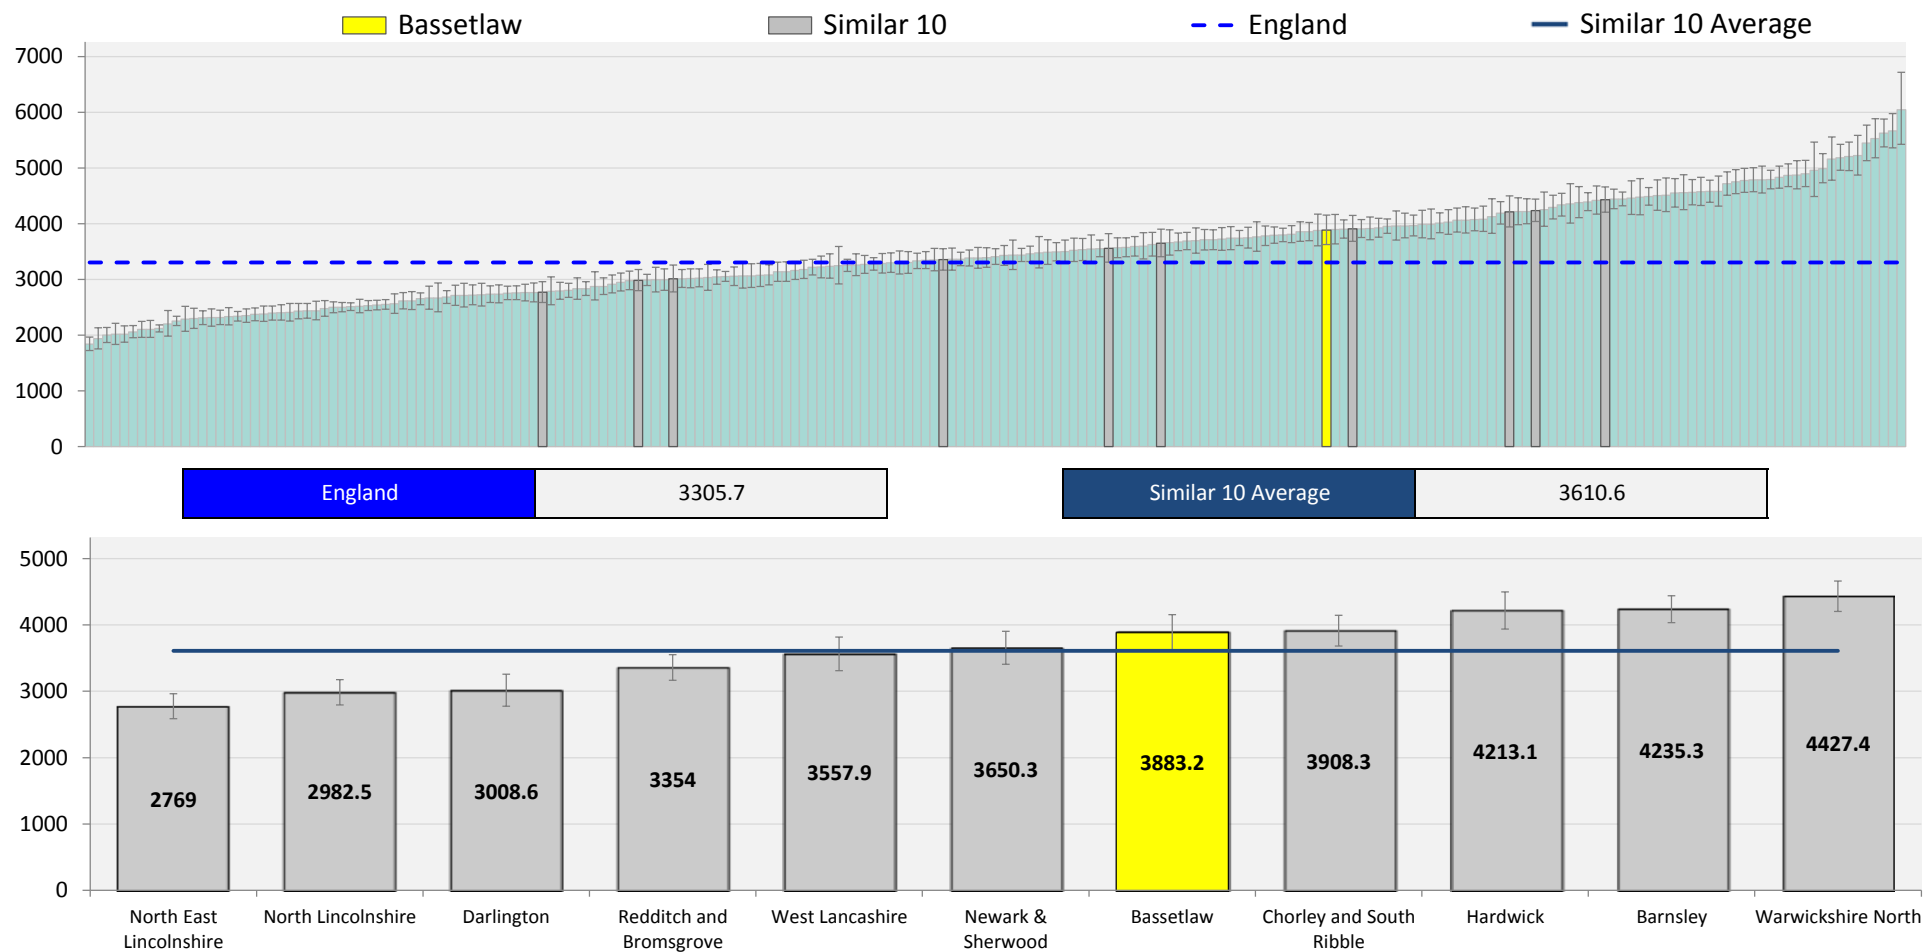 Bassetlaw
Similar 10
England
Similar 10 Average
7000
6000
5000
4000
3000
2000
1000
0
England
3305.7
Similar 10 Average
3610.6
5000
4000
3000
2000
1000
0
2769
2982.5
3008.6
3354
3557.9
3650.3
3883.2
3908.3
4213.1
4235.3
4427.4
North East
Lincolnshire
North Lincolnshire
Darlington
Redditch and
Bromsgrove
West Lancashire
Newark &
Sherwood
Bassetlaw
Chorley and South
Ribble
Hardwick
Barnsley
Warwickshire North